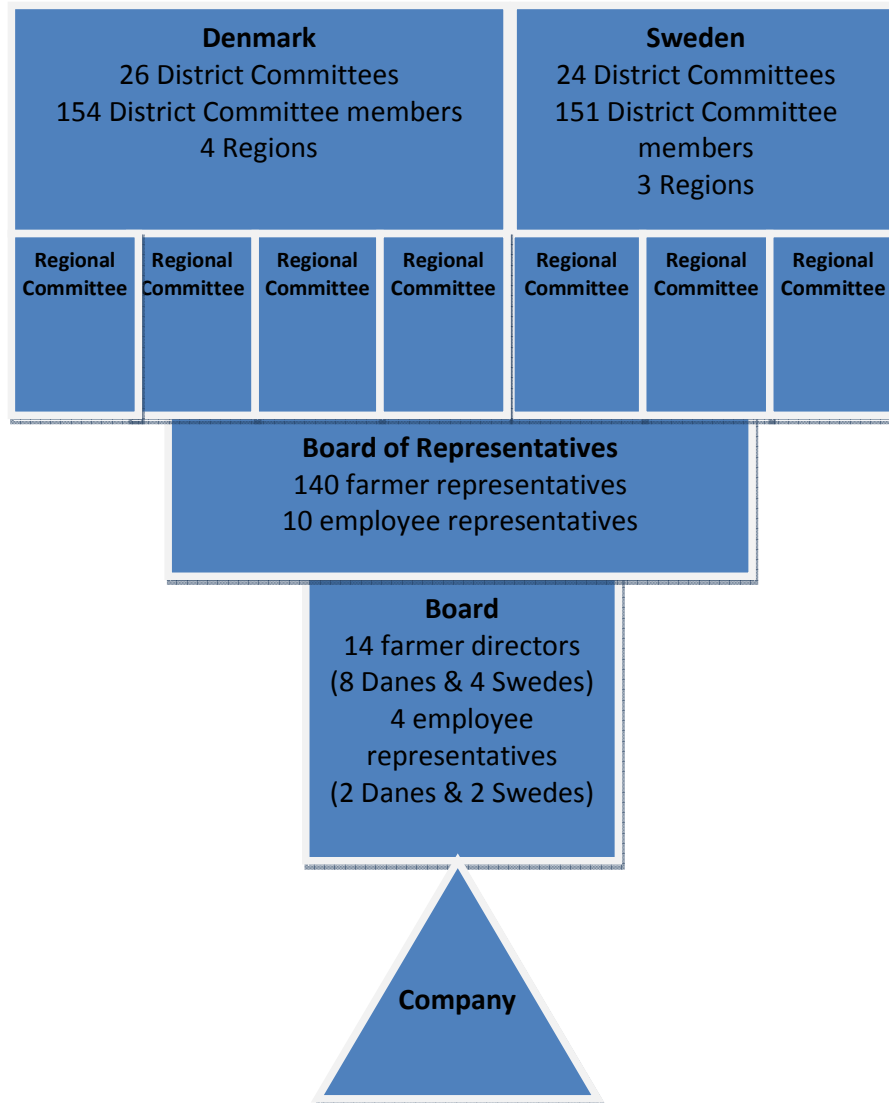 Denmark
26 District Committees
154 District Committee members
4 Regions
Sweden
24 District Committees
151 District Committee
members
3 Regions
Regional
Committee
Regional
Committee
Regional
Committee
Regional
Committee
Regional
Committee
Regional
Committee
Regional
Committee
Board of Representatives
140 farmer representatives
10 employee representatives
Board
14 farmer directors
(8 Danes & 4 Swedes)
4 employee
representatives
(2 Danes & 2 Swedes)
Company